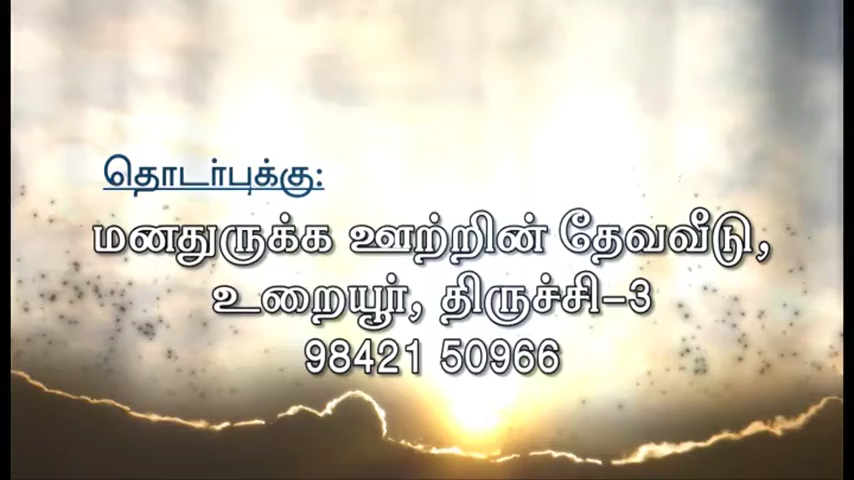 தொடர்புக்கு:
மனதுருக்க ஊற்றின் தேவவீடு,
உறையூர், திருச்சி-3
98421 50966